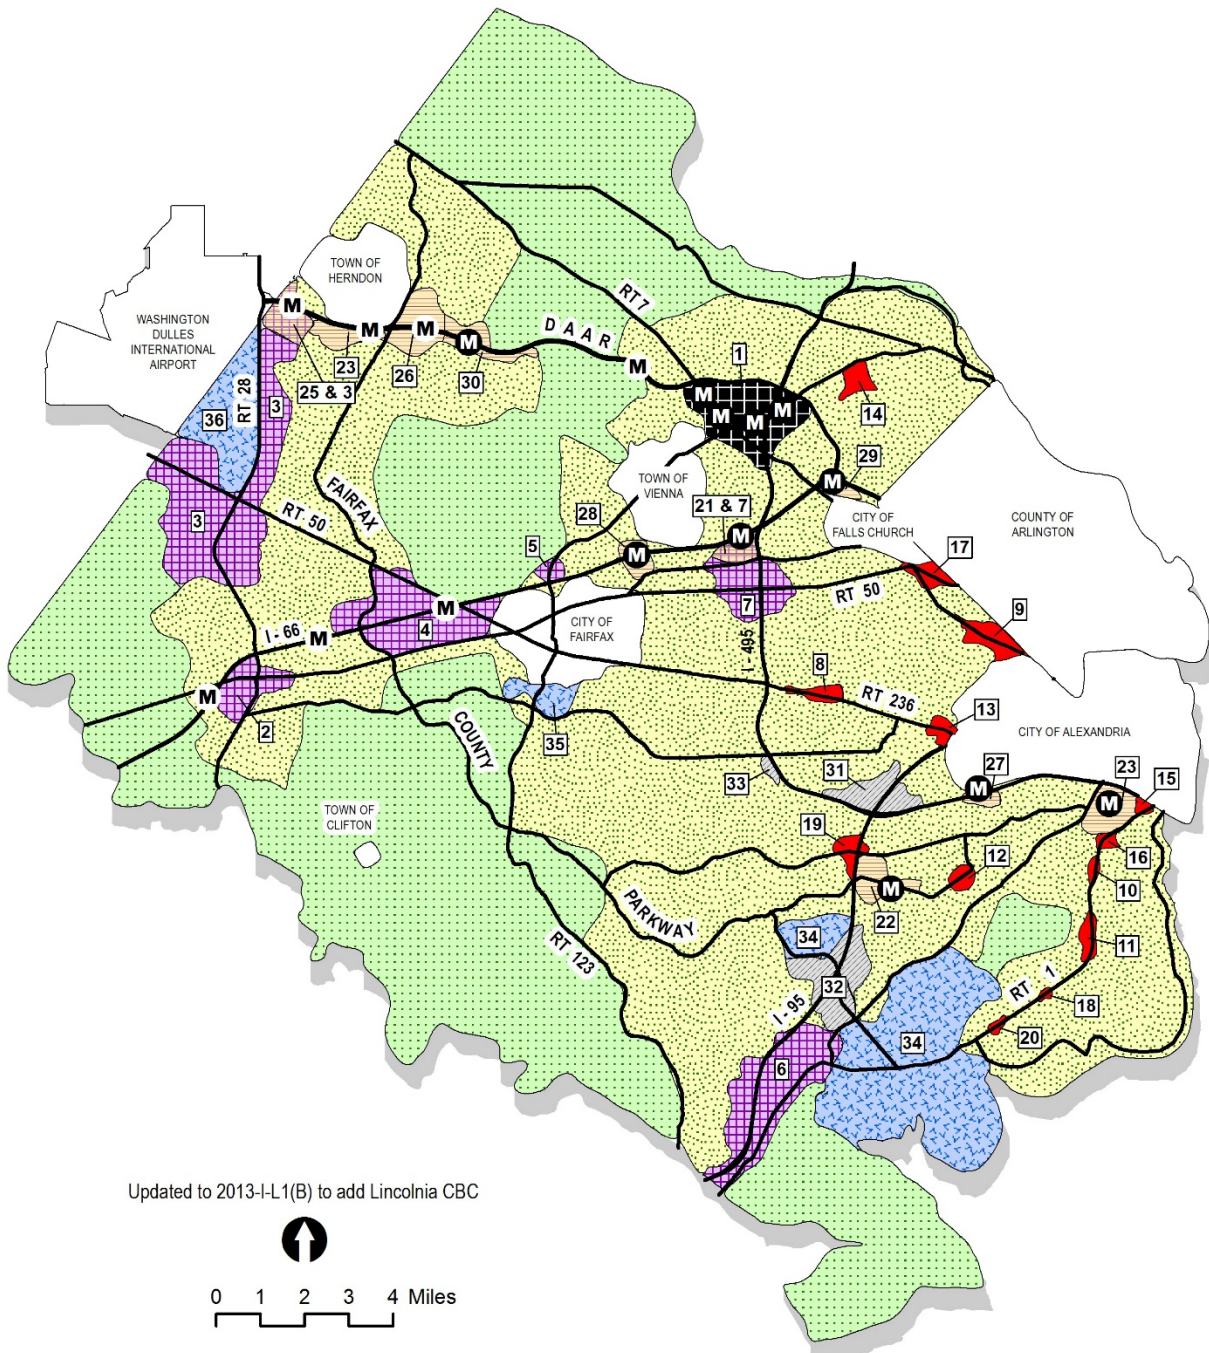 TOWN OF
HERNDON
WASHINGTON
DULLES
INTERNATIONAL
AIRPORT
M
M
M
M
M
23
25 & 3
26
30
RT 7
DAAR
1
M
M
M
M
14
36
RT 28
3
3
FAIRFAX
RT 50
TOWN OF
VIENNA
29
M
28
21 & 7
M
M
CITY OF
FALLS CHURCH
COUNTY OF
ARLINGTON
5
17
7
RT 50
9
M
4
I - 66
M
CITY OF
FAIRFAX
I - 495
M
2
8
RT 236
13
CITY OF ALEXANDRIA
COUNTY
35
33
31
27
M
23
M
15
TOWN OF
CLIFTON
19
12
16
10
M
22
PARKWAY
11
34
RT 123
32
RT 1
18
I - 95
20
34
6
Updated to 2013-I-L1(B) to add Lincolnia CBC
0 1 2 3 4 Miles